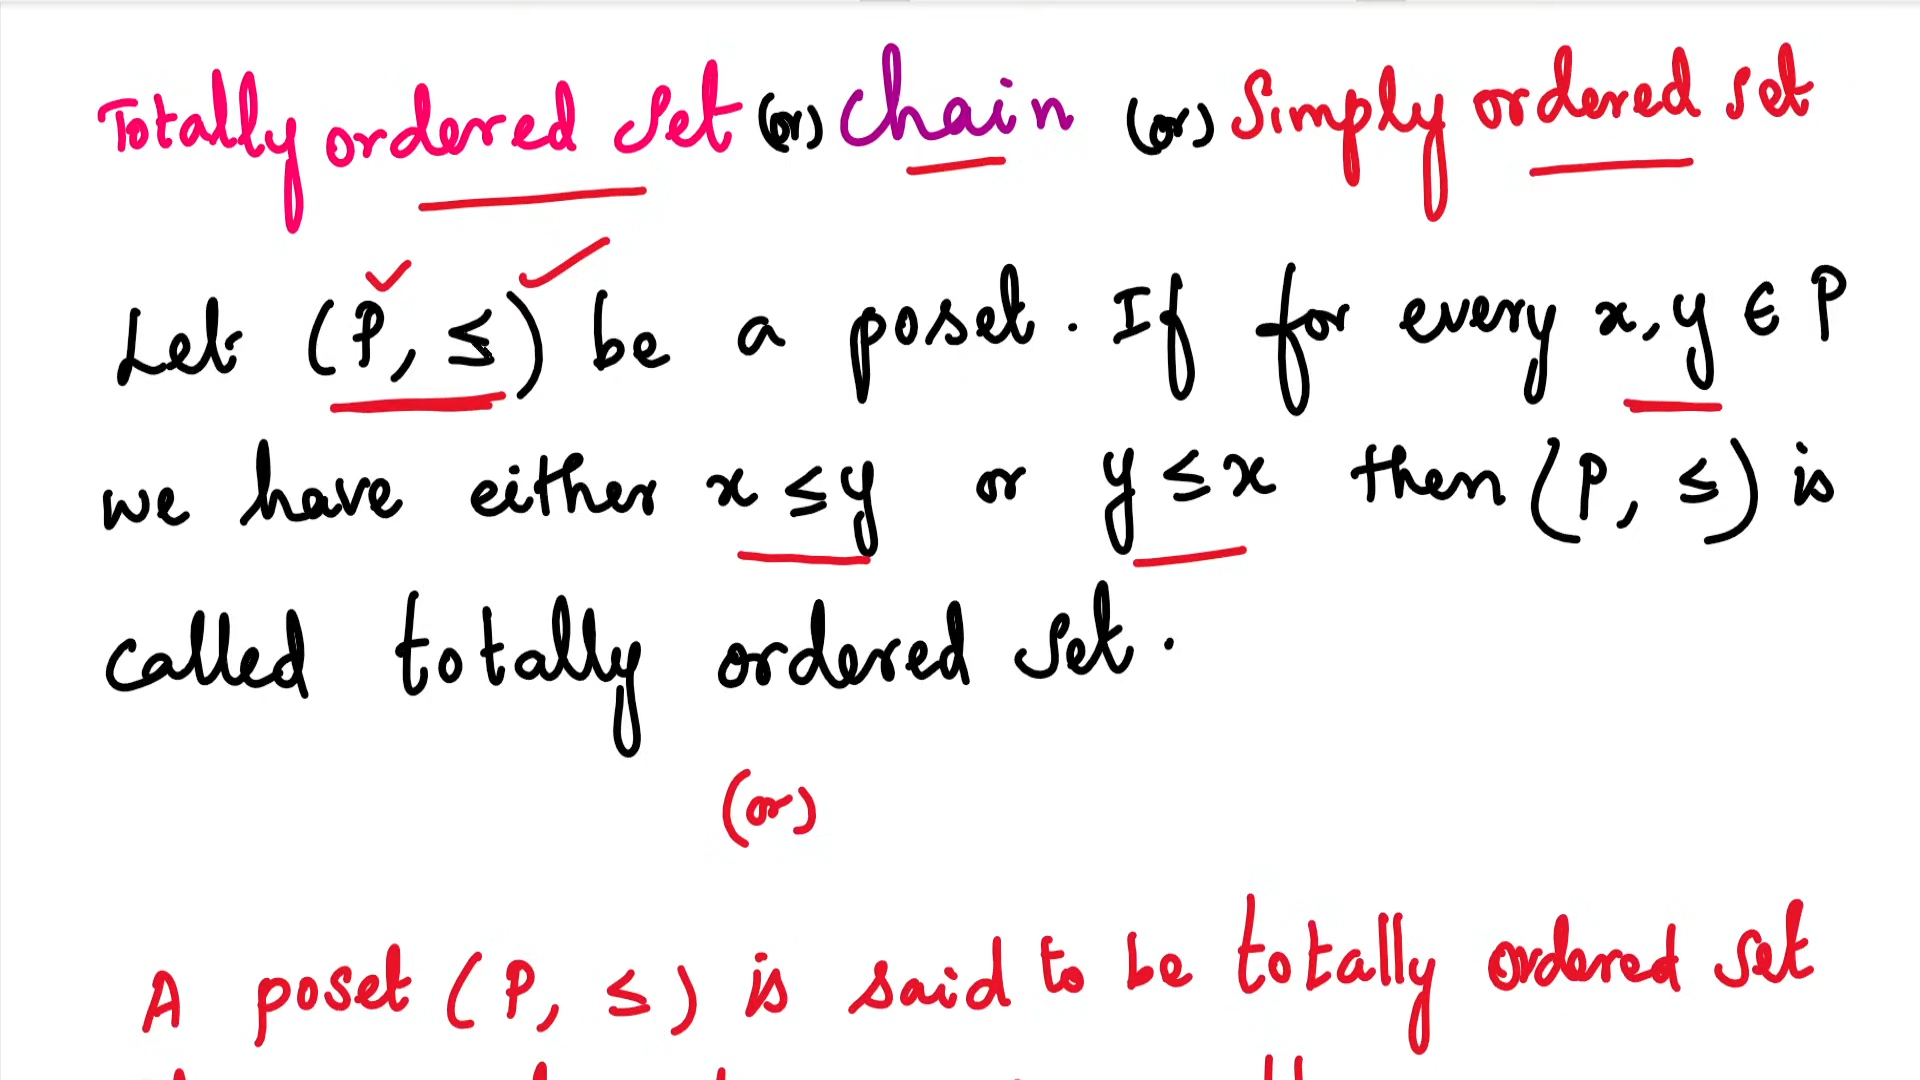 Totally ordered set (or) chain (or) Simply ordered set
Let (P, ≤) be a poset. If for every x, y ∈ P
we have either x ≤ y or y ≤ x then (P, ≤) is
called totally ordered set.
(or)
A poset (P, ≤) is said to be totally ordered set